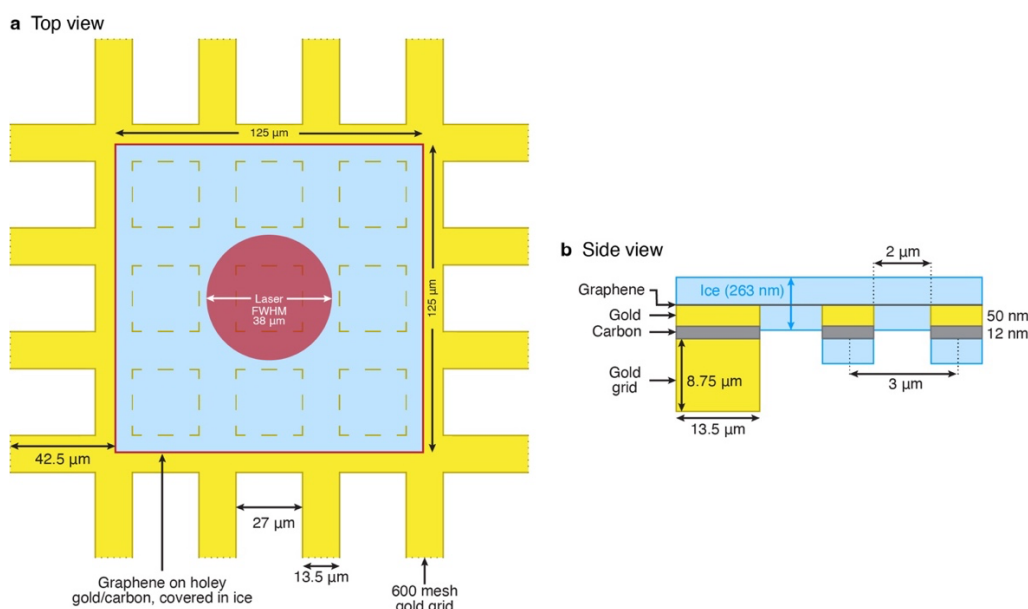 a Top view
125 µm
Laser
FWHM
38 µm
125 µm
42.5 µm
27 µm
13.5 µm
Graphene on holey
gold/carbon, covered in ice
600 mesh
gold grid
b Side view
2 µm
Graphene
Ice (263 nm)
Gold
50 nm
Carbon
12 nm
Gold
grid
8.75 µm
3 µm
13.5 µm